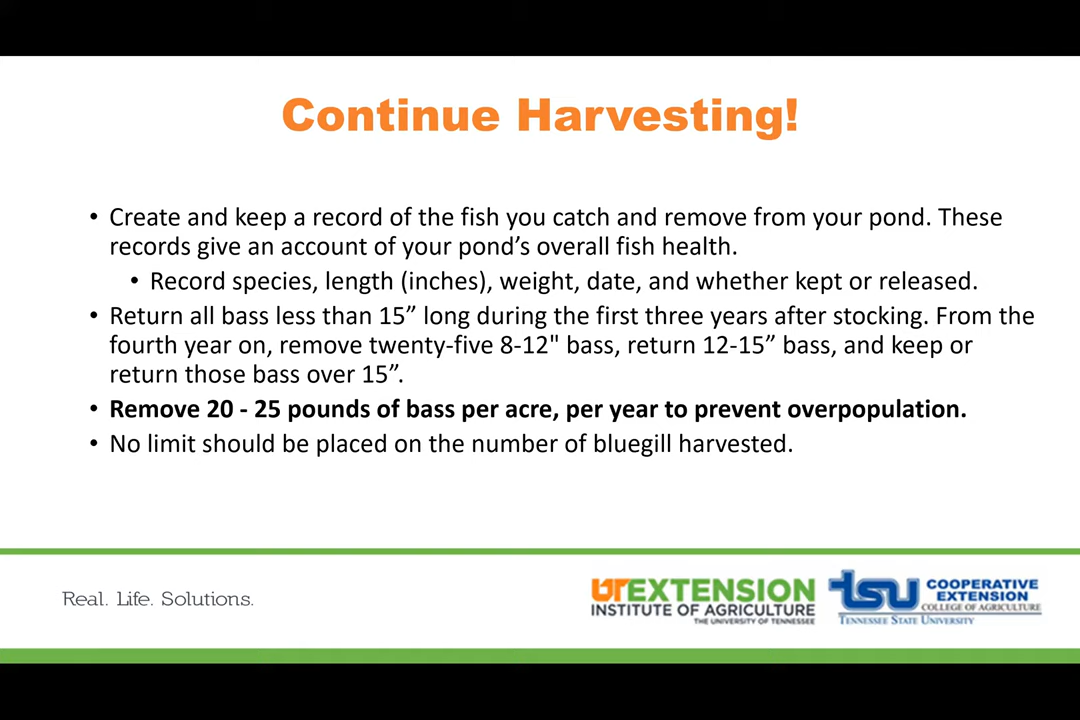 Continue Harvesting!
• Create and keep a record of the fish you catch and remove from your pond. These
records give an account of your pond’s overall fish health.
• Record species, length (inches), weight, date, and whether kept or released.
• Return all bass less than 15” long during the first three years after stocking. From the
fourth year on, remove twenty-five 8-12" bass, return 12-15” bass, and keep or
return those bass over 15”.
• Remove 20 - 25 pounds of bass per acre, per year to prevent overpopulation.
• No limit should be placed on the number of bluegill harvested.
Real. Life. Solutions.
UT EXTENSION
INSTITUTE OF AGRICULTURE
THE UNIVERSITY OF TENNESSEE
tsu COOPERATIVE
EXTENSION
COLLEGE OF AGRICULTURE
TENNESSEE STATE UNIVERSITY